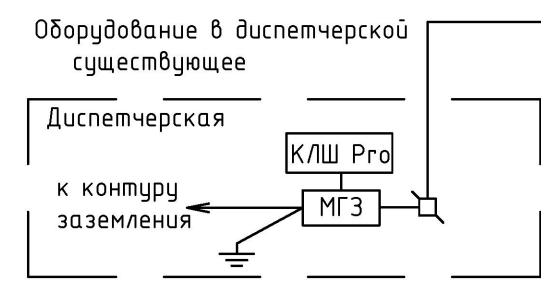 Оборудование в диспетчерской
существующее
Диспетчерская
КЛШ Pro
к контуру
заземления
МГЗ